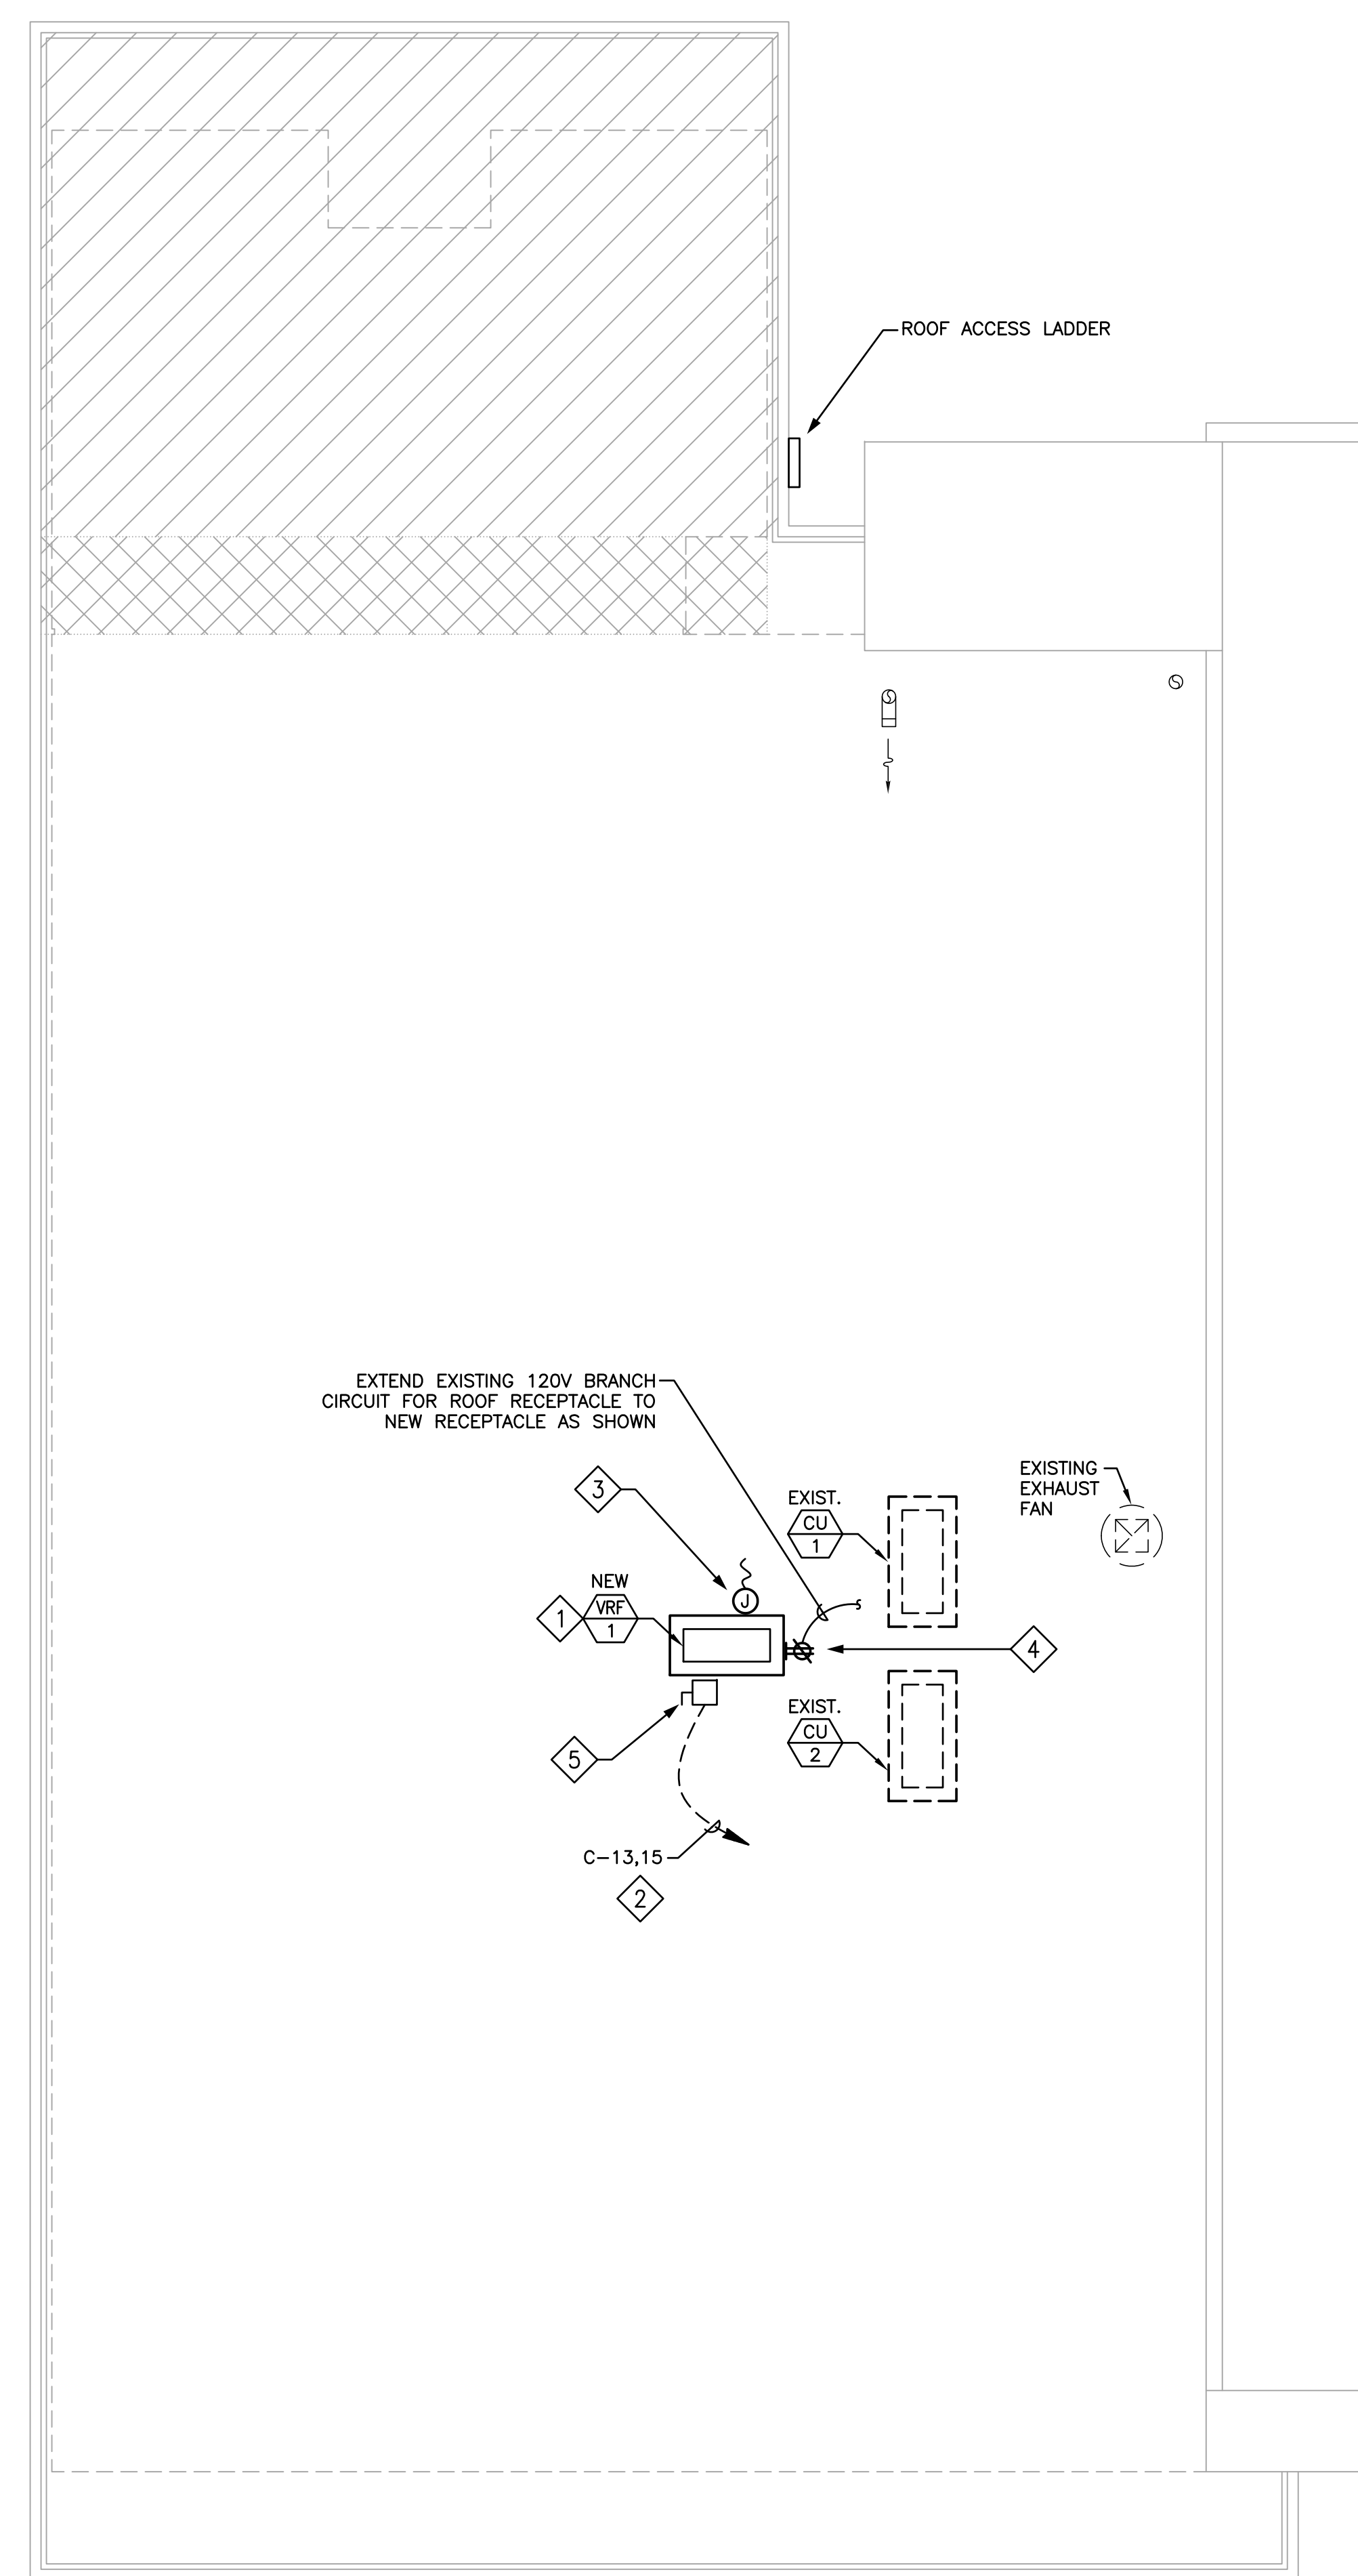 ROOF ACCESS LADDER
EXTEND EXISTING 120V BRANCH
CIRCUIT FOR ROOF RECEPTACLE TO
NEW RECEPTACLE AS SHOWN
EXISTING
EXHAUST
FAN
3
EXIST.
CU
1
NEW
1
VRF
1
J
4
EXIST.
CU
2
5
C-13,15
2